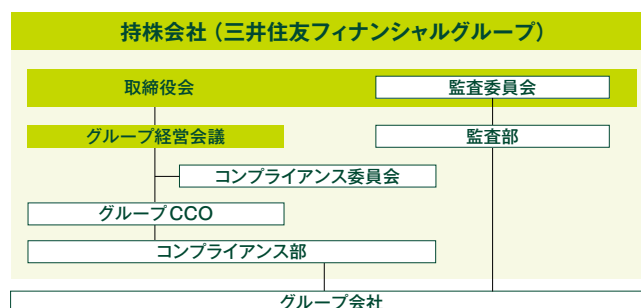 持株会社（三井住友フィナンシャルグループ）
取締役会
監査委員会
グループ経営会議
監査部
コンプライアンス委員会
グループCCO
コンプライアンス部
グループ会社